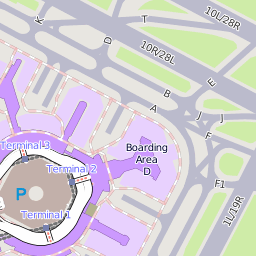 K
T
10L/28R
D
10R/28L
E
B
A
J
J
F
Terminal 3
Boarding
Area
D
Terminal 2
F1
P
Terminal 1
1L/19R